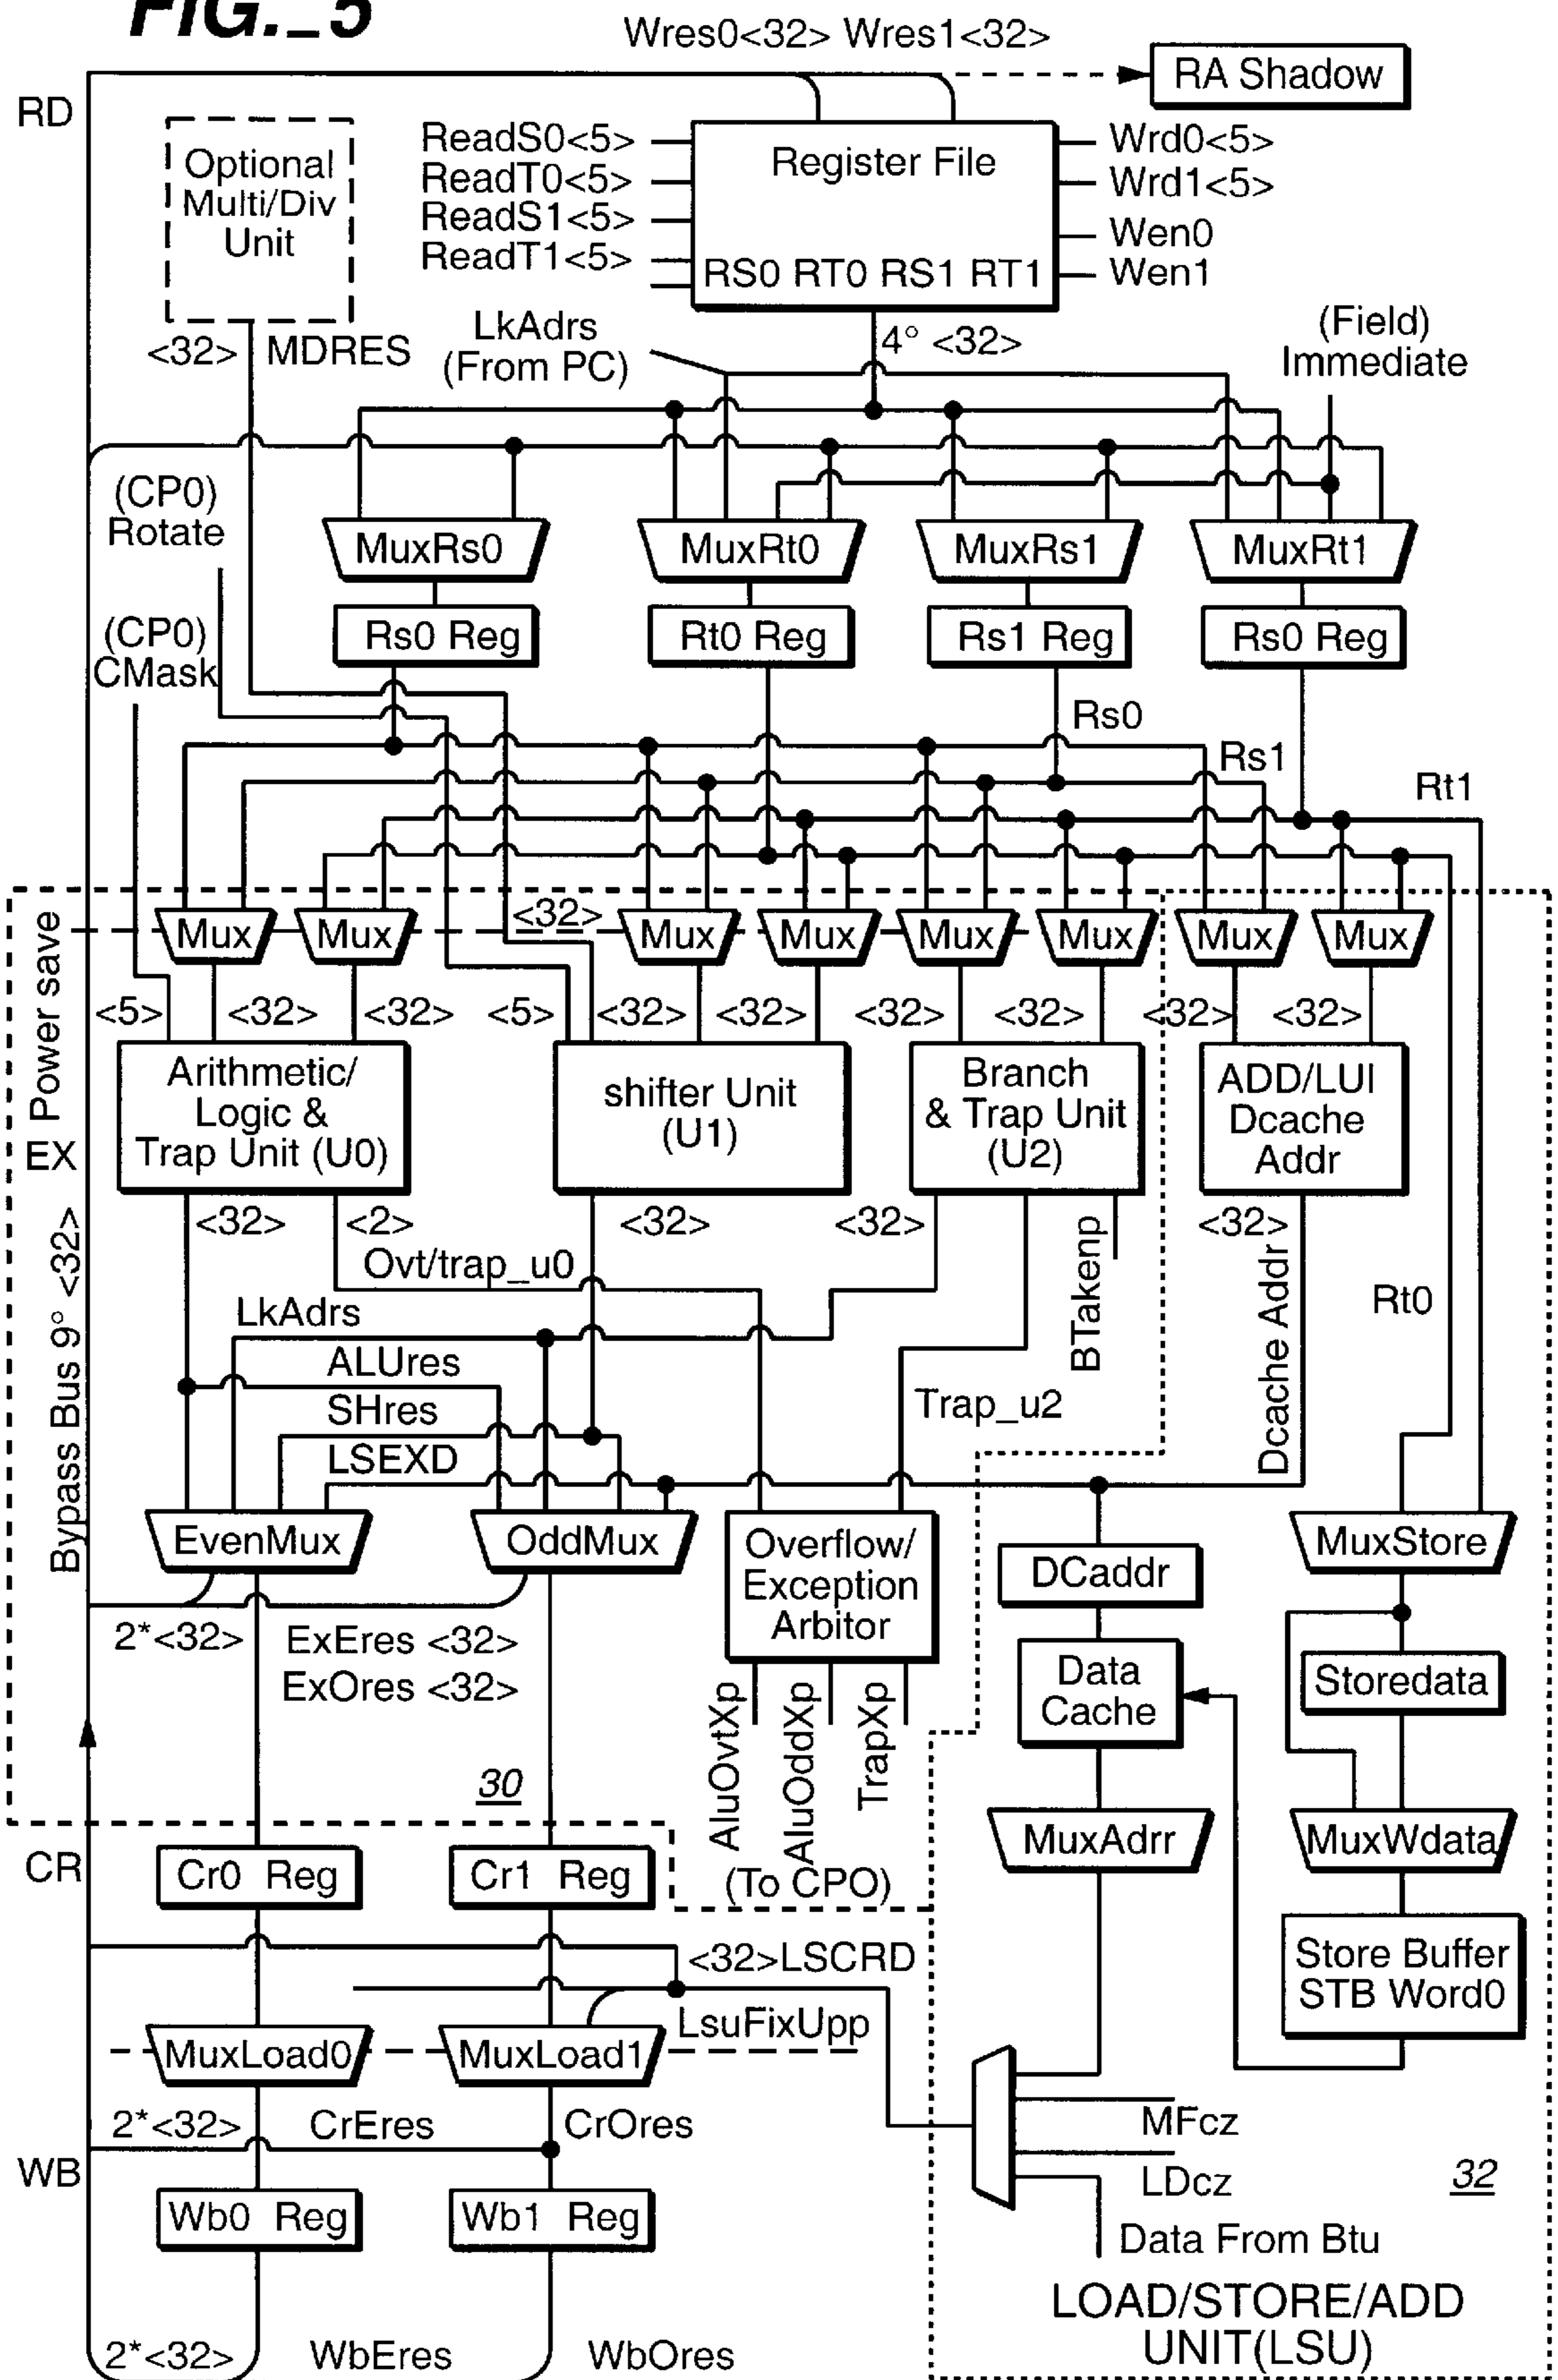 FIG._5
Wres0<32> Wres1<32>
RA Shadow
RD
Optional
Multi/Div
Unit
ReadS0<5>
ReadT0<5>
ReadS1<5>
ReadT1<5>
Register File
RS0 RT0 RS1 RT1
Wrd0<5>
Wrd1<5>
Wen0
Wen1
<32> MDRES
LkAdrs
(From PC)
4° <32>
(Field)
Immediate
(CP0)
Rotate
MuxRs0
MuxRt0
MuxRs1
MuxRt1
(CP0)
CMask
Rs0 Reg
Rt0 Reg
Rs1 Reg
Rs0 Reg
Rs0
Rs1
Rt1
Power save
Mux
Mux
<32>
Mux
Mux
Mux
Mux
Mux
Mux
<5>
<32>
<32>
<5>
<32>
<32>
<32>
<32>
<32>
<32>
Arithmetic/
Logic &
Trap Unit (U0)
shifter Unit
(U1)
Branch
& Trap Unit
(U2)
ADD/LUI
Dcache
Addr
EX
<32>
<2>
<32>
<32>
BTakenp
<32>
Dcache Addr
Bypass Bus 9° <32>
Ovt/trap_u0
Rt0
LkAdrs
ALUres
SHres
LSEXD
Trap_u2
EvenMux
OddMux
Overflow/
Exception
Arbitor
DCaddr
MuxStore
2*<32>
ExEres <32>
ExOres <32>
Data
Cache
Storedata
AluOvtXp
AluOddXp
TrapXp
30
MuxAdrr
MuxWdata
CR
Cr0 Reg
Cr1 Reg
(To CPO)
<32>LSCRD
Store Buffer
STB Word0
LsuFixUpp
MuxLoad0
MuxLoad1
2*<32>
CrEres
CrOres
MFcz
LDcz
32
WB
Wb0 Reg
Wb1 Reg
Data From Btu
LOAD/STORE/ADD
UNIT(LSU)
2*<32>
WbEres
WbOres